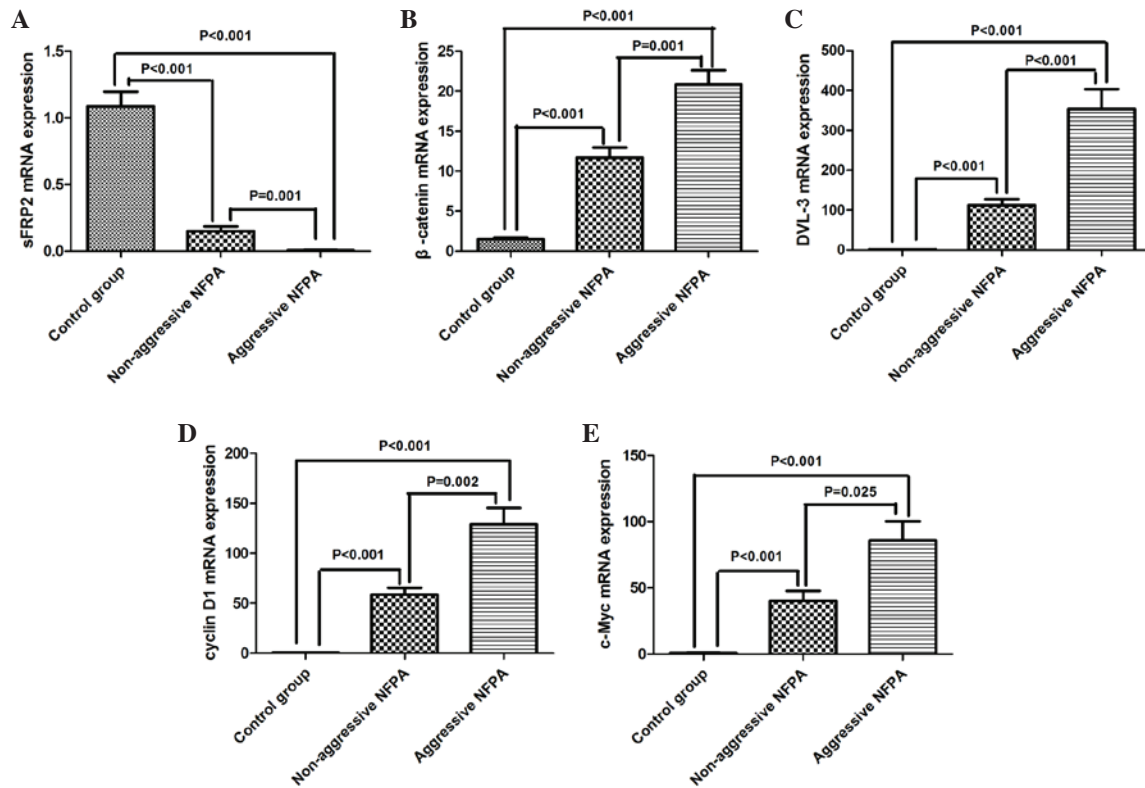 A
P<0.001
P<0.001
P=0.001
sFRP2 mRNA expression
1.5
1.0
0.5
0.0
Control group
Non-aggressive NFPA
Aggressive NFPA
B
P<0.001
P=0.001
P<0.001
β -catenin mRNA expression
25
20
15
10
5
0
Control group
Non-aggressive NFPA
Aggressive NFPA
C
P<0.001
P<0.001
P<0.001
DVL-3 mRNA expression
500
400
300
200
100
0
Control group
Non-aggressive NFPA
Aggressive NFPA
D
P<0.001
P=0.002
P<0.001
cyclin D1 mRNA expression
200
150
100
50
0
Control group
Non-aggressive NFPA
Aggressive NFPA
E
P<0.001
P=0.025
P<0.001
c-Myc mRNA expression
150
100
50
0
Control group
Non-aggressive NFPA
Aggressive NFPA